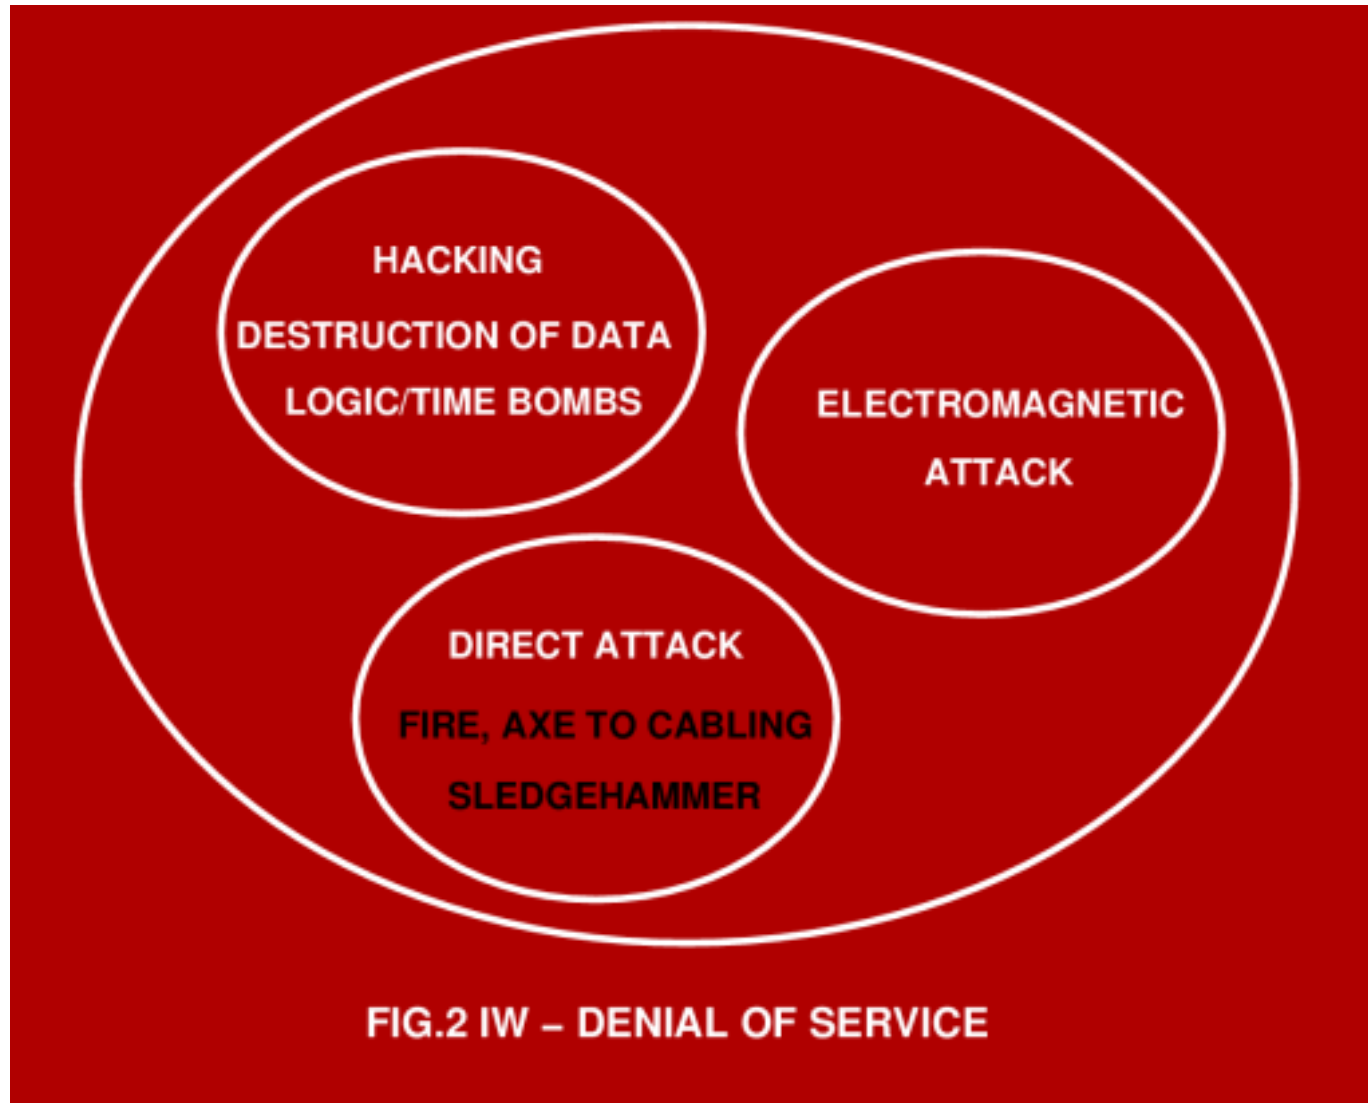 HACKING
DESTRUCTION OF DATA
LOGIC/TIME BOMBS
ELECTROMAGNETIC
ATTACK
DIRECT ATTACK
FIRE, AXE TO CABLING
SLEDGEHAMMER
FIG.2 IW – DENIAL OF SERVICE